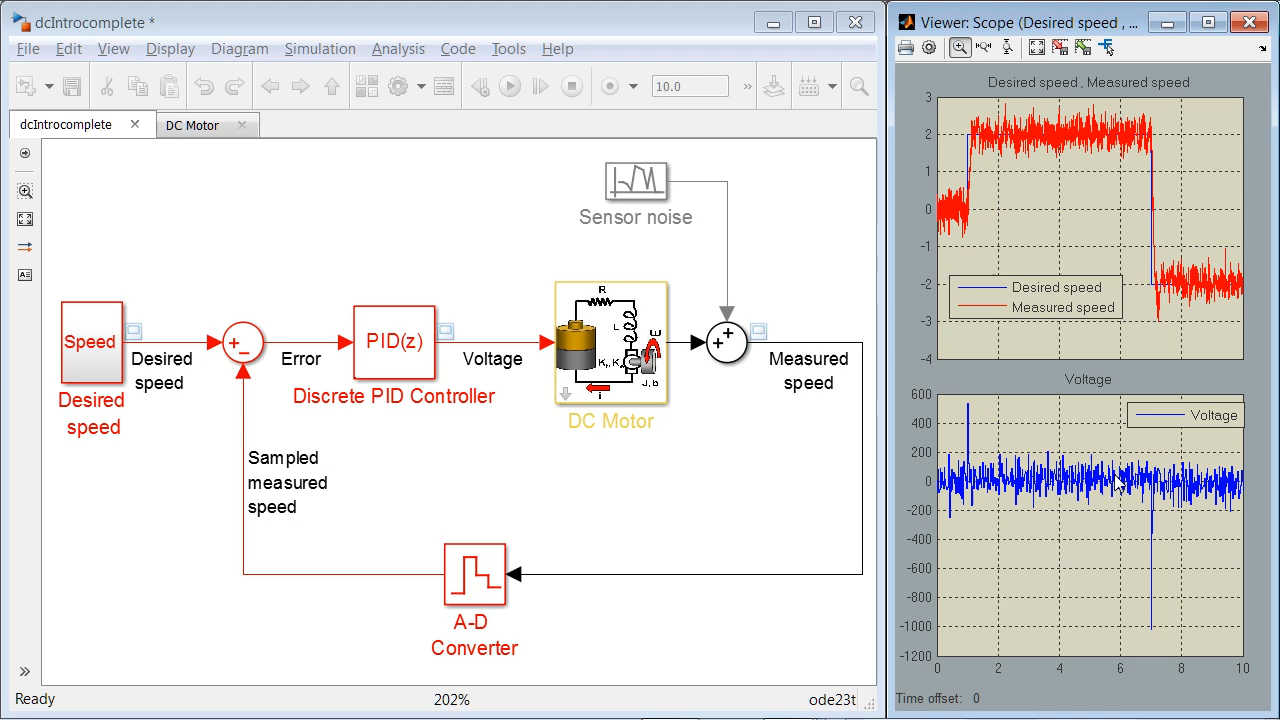 dcIntrocomplete *
File Edit View Display Diagram Simulation Analysis Code Tools Help
10.0
dcIntrocomplete
DC Motor
Sensor noise
Speed
Desired
speed
Desired
speed
Error
PID(z)
Discrete PID Controller
Voltage
R
L
J, b
i
DC Motor
Measured
speed
Sampled
measured
speed
A-D
Converter
Ready
202%
ode23t
Viewer: Scope (Desired speed , ...
Desired speed , Measured speed
3
2
1
0
-1
-2
-3
-4
Desired speed
Measured speed
Voltage
600
400
200
0
-200
-400
-600
-800
-1000
-1200
Voltage
0 2 4 6 8 10
Time offset: 0